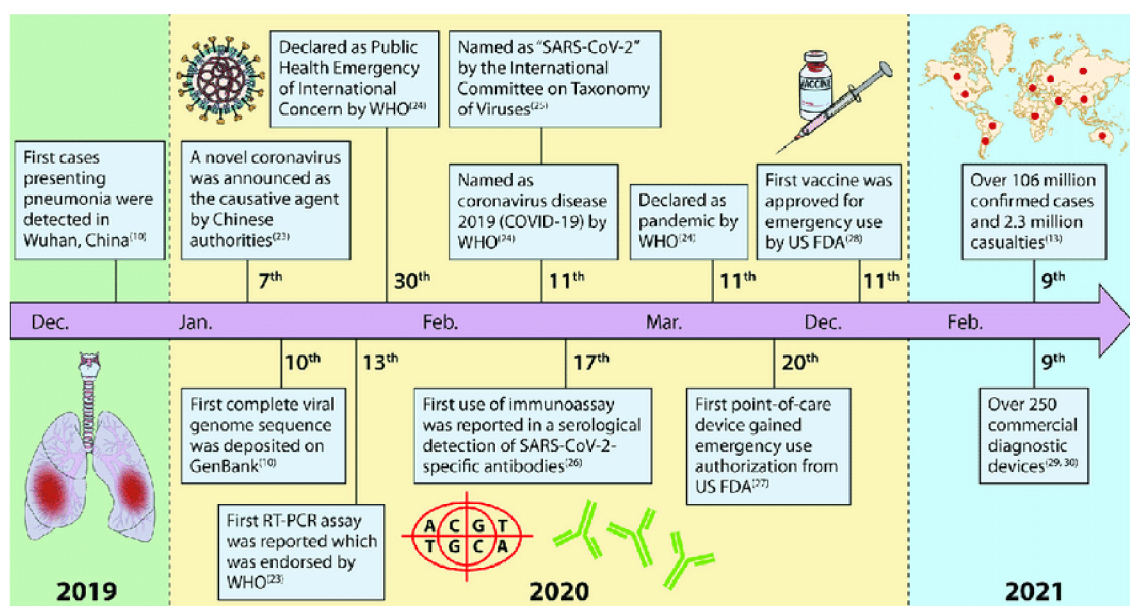 Declared as Public
Health Emergency
of International
Concern by WHO(24)
Named as "SARS-CoV-2"
by the International
Committee on Taxonomy
of Viruses(25)
VACCINE
First cases
presenting
pneumonia were
detected in
Wuhan, China(10)
A novel coronavirus
was announced as
the causative agent
by Chinese
authorities(23)
Named as
coronavirus disease
2019 (COVID-19) by
WHO(24)
Declared as
pandemic by
WHO(24)
First vaccine was
approved for
emergency use
by US FDA(28)
Over 106 million
confirmed cases
and 2.3 million
casualties(13)
7th
30th
11th
11th
11th
9th
Dec.
Jan.
Feb.
Mar.
Dec.
Feb.
10th
13th
17th
20th
9th
First complete viral
genome sequence
was deposited on
GenBank(10)
First use of immunoassay
was reported in a serological
detection of SARS-CoV-2-
specific antibodies(26)
First point-of-care
device gained
emergency use
authorization from
US FDA(27)
Over 250
commercial
diagnostic
devices(29, 30)
First RT-PCR assay
was reported which
was endorsed by
WHO(23)
A C G T
T G C A
2019
2020
2021